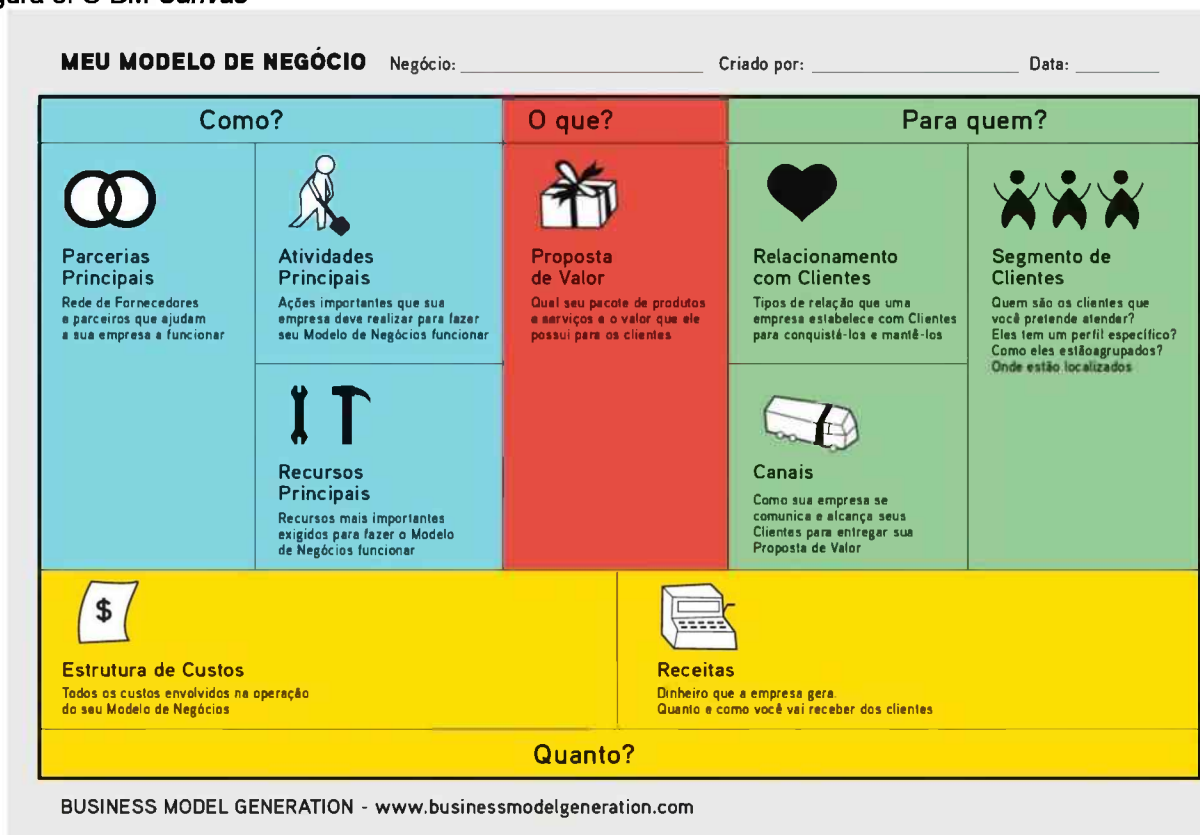 MEU MODELO DE NEGÓCIO Negócio: Criado por: Data:
Como?
O que?
Para quem?
Parcerias
Principais
Rede de Fornecedores
e parceiros que ajudam
a sua empresa a funcionar
Atividades
Principais
Ações importantes que sua
empresa deve realizar para fazer
seu Modelo de Negócios funcionar
Recursos
Principais
Recursos mais importantes
exigidos para fazer o Modelo
de Negócios funcionar
Proposta
de Valor
Qual seu pacote de produtos
e serviços e o valor que ele
possui para os clientes
Relacionamento
com Clientes
Tipos de relação que uma
empresa estabelece com Clientes
para conquistá-los e mantê-los
Canais
Como sua empresa se
comunica e alcança seus
Clientes para entregar sua
Proposta de Valor
Segmento de
Clientes
Quem são os clientes que
você pretende atender?
Eles tem um perfil específico?
Como eles estãoagrupados?
Onde estão localizados
$
Estrutura de Custos
Todos os custos envolvidos na operação
do seu Modelo de Negócios
Receitas
Dinheiro que a empresa gera.
Quanto e como você vai receber dos clientes
Quanto?
BUSINESS MODEL GENERATION - www.businessmodelgeneration.com